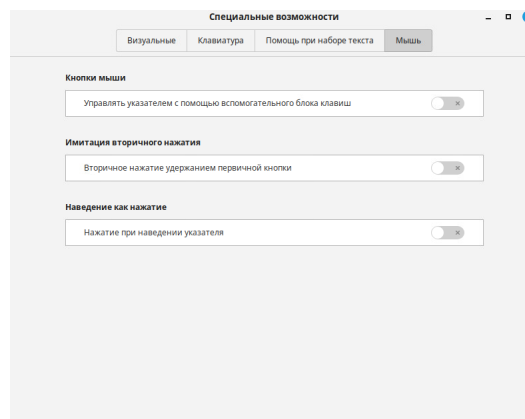 Специальные возможности
Визуальные Клавиатура Помощь при наборе текста Мышь
Кнопки мыши
Управлять указателем с помощью вспомогательного блока клавиш
Имитация вторичного нажатия
Вторичное нажатие удержанием первичной кнопки
Наведение как нажатие
Нажатие при наведении указателя